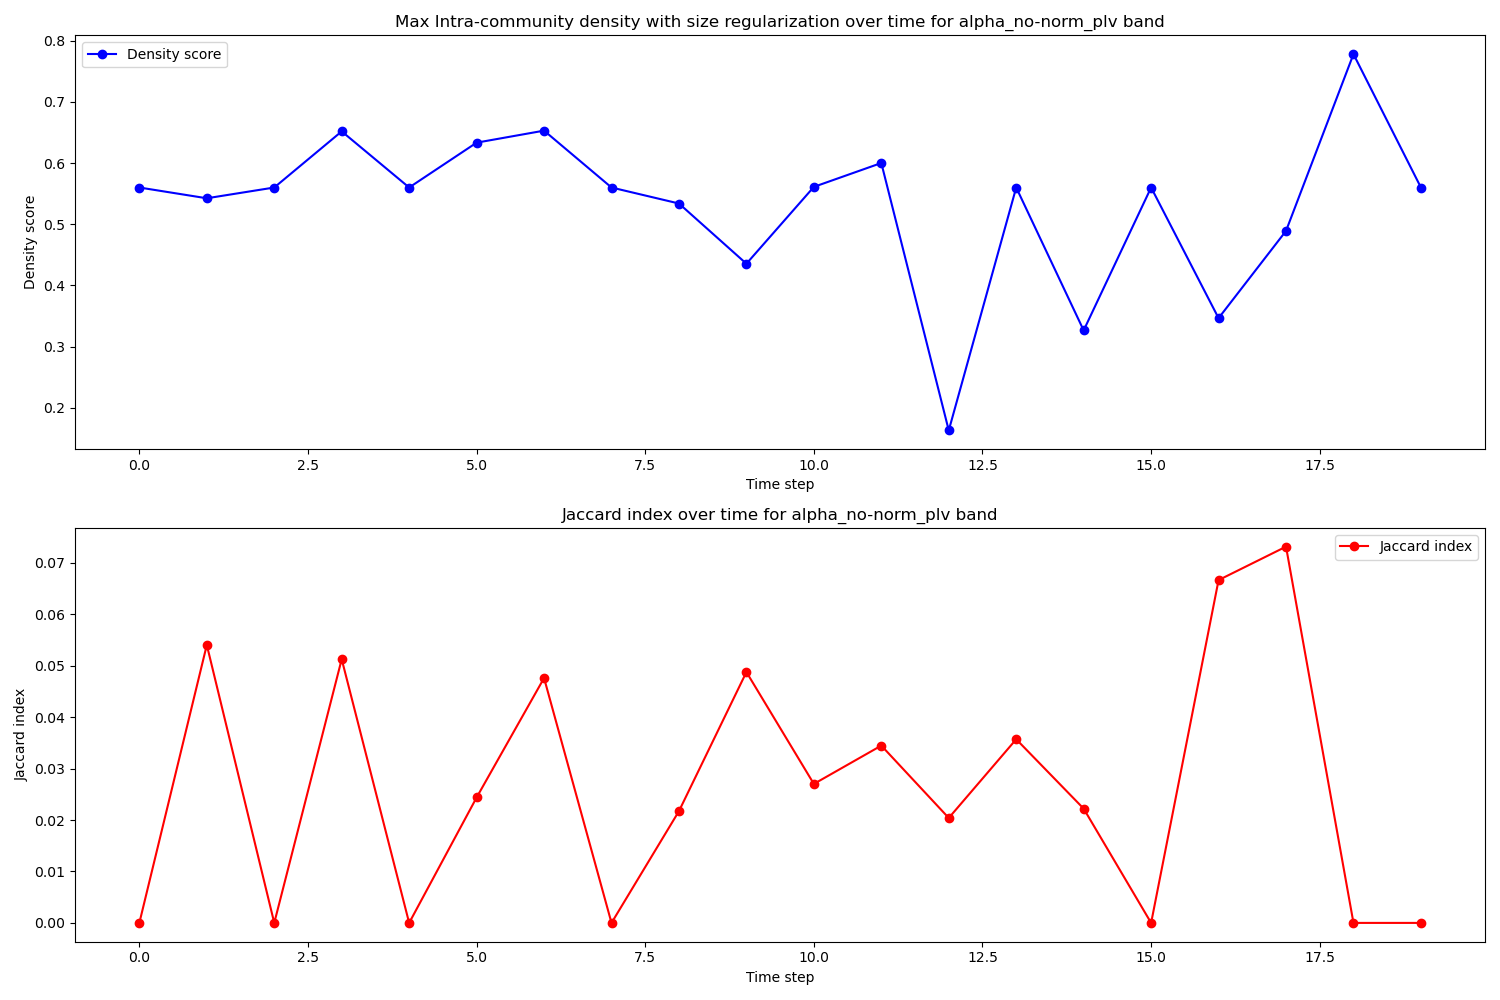 Max Intra-community density with size regularization over time for alpha_no-norm_plv band
Density score
0.8
0.7
0.6
0.5
0.4
0.3
0.2
Density score
0.0 2.5 5.0 7.5 10.0 12.5 15.0 17.5
Time step
Jaccard index over time for alpha_no-norm_plv band
Jaccard index
0.07
0.06
0.05
0.04
0.03
0.02
0.01
0.00
Jaccard index
0.0 2.5 5.0 7.5 10.0 12.5 15.0 17.5
Time step